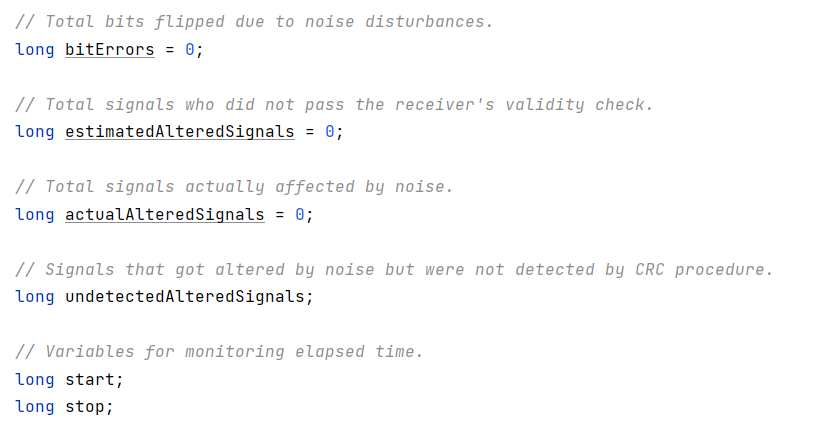 // Total bits flipped due to noise disturbances.
long bitErrors = 0;
// Total signals who did not pass the receiver's validity check.
long estimatedAlteredSignals = 0;
// Total signals actually affected by noise.
long actualAlteredSignals = 0;
// Signals that got altered by noise but were not detected by CRC procedure.
long undetectedAlteredSignals;
// Variables for monitoring elapsed time.
long start;
long stop;